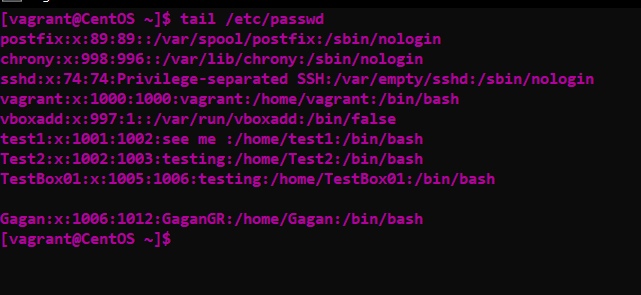 [vagrant@CentOS ~]$ tail /etc/passwd
postfix:x:89:89::/var/spool/postfix:/sbin/nologin
chrony:x:998:996::/var/lib/chrony:/sbin/nologin
sshd:x:74:74:Privilege-separated SSH:/var/empty/sshd:/sbin/nologin
vagrant:x:1000:1000:vagrant:/home/vagrant:/bin/bash
vboxadd:x:997:1::/var/run/vboxadd:/bin/false
test1:x:1001:1002:see me :/home/test1:/bin/bash
Test2:x:1002:1003:testing:/home/Test2:/bin/bash
TestBox01:x:1005:1006:testing:/home/TestBox01:/bin/bash
Gagan:x:1006:1012:GaganGR:/home/Gagan:/bin/bash
[vagrant@CentOS ~]$